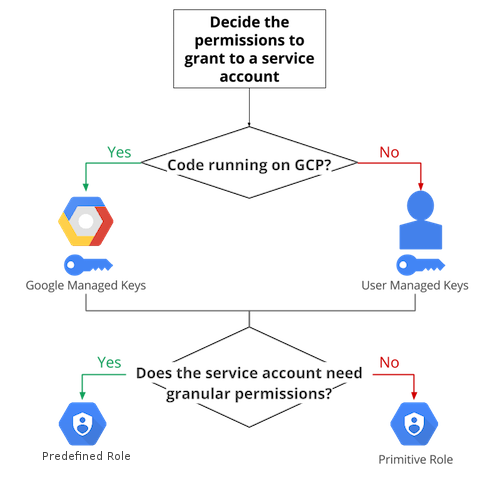 Decide the
permissions to
grant to a service
account
Yes
No
Code running on GCP?
Google Managed Keys
User Managed Keys
Yes
No
Does the service account need
granular permissions?
Predefined Role
Primitive Role